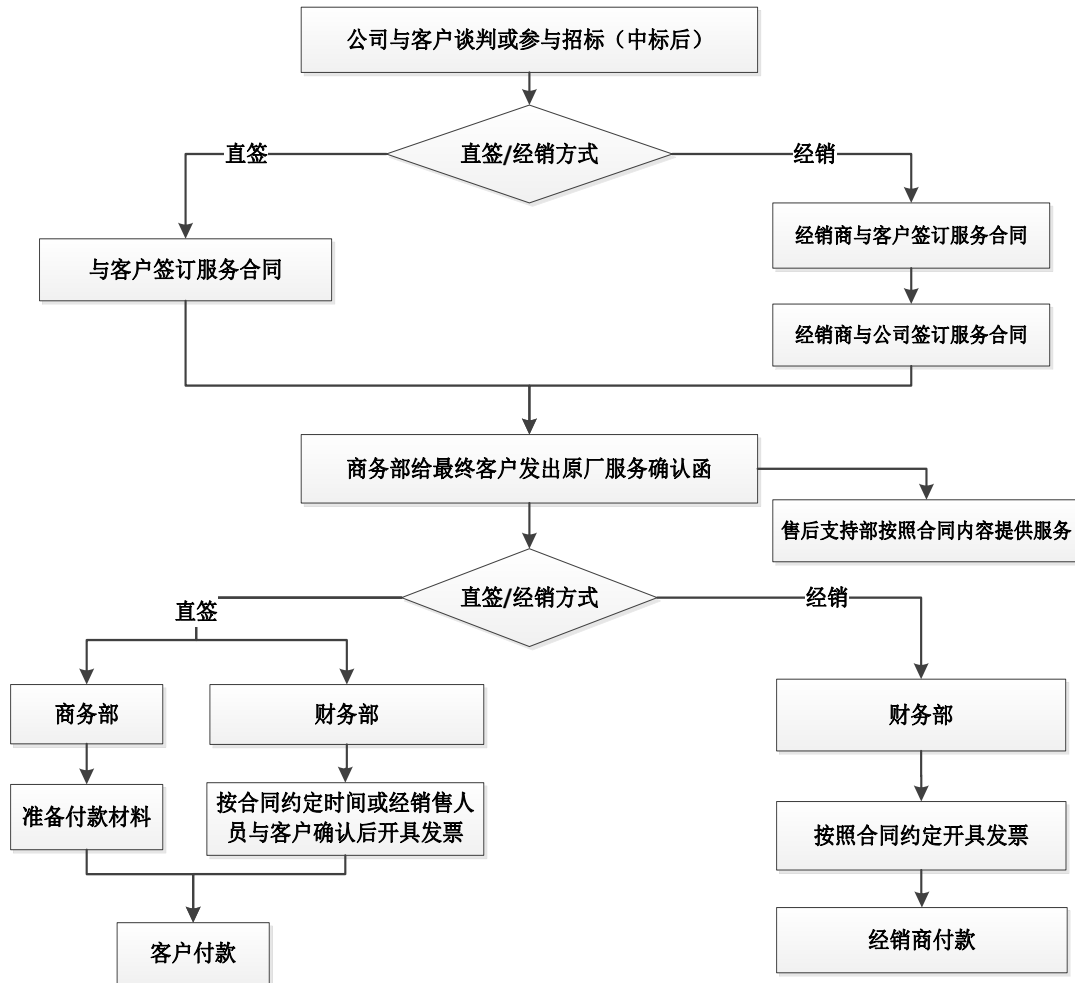 公司与客户谈判或参与招标（中标后）
直签/经销方式
直签
经销
与客户签订服务合同
经销商与客户签订服务合同
经销商与公司签订服务合同
商务部给最终客户发出原厂服务确认函
售后支持部按照合同内容提供服务
直签/经销方式
直签
经销
商务部
财务部
财务部
准备付款材料
按合同约定时间或经销售人
员与客户确认后开具发票
按照合同约定开具发票
客户付款
经销商付款